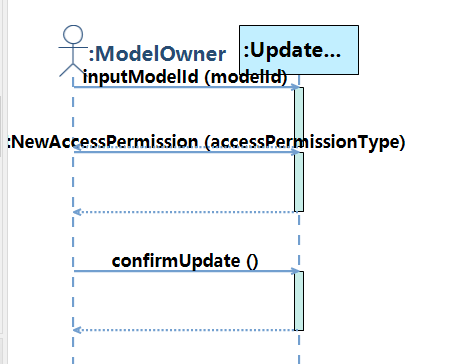 :ModelOwner
:Update...
inputModelId (modelId)
:NewAccessPermission (accessPermissionType)
confirmUpdate ()